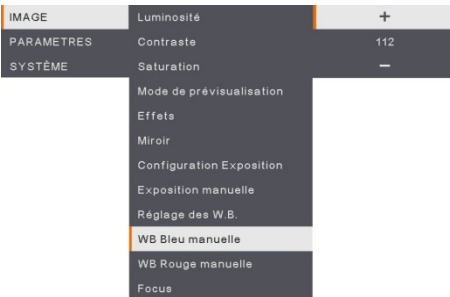 IMAGE
PARAMETRES
SYSTÈME
Luminosité
Contraste
Saturation
Mode de prévisualisation
Effets
Miroir
Configuration Exposition
Exposition manuelle
Réglage des W.B.
WB Bleu manuelle
WB Rouge manuelle
Focus
+
112
−